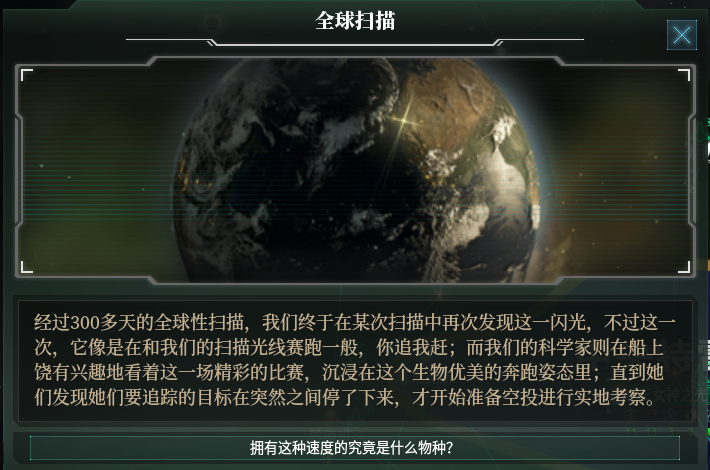 全球扫描
经过300多天的全球性扫描，我们终于在某次扫描中再次发现这一闪光，不过这一
次，它像是在和我们的扫描光线赛跑一般，你追我赶；而我们的科学家则在船上
饶有兴趣地看着这一场精彩的比赛，沉浸在这个生物优美的奔跑姿态里；直到她
们发现她们要追踪的目标在突然之间停了下来，才开始准备空投进行实地考察。
拥有这种速度的究竟是什么物种？